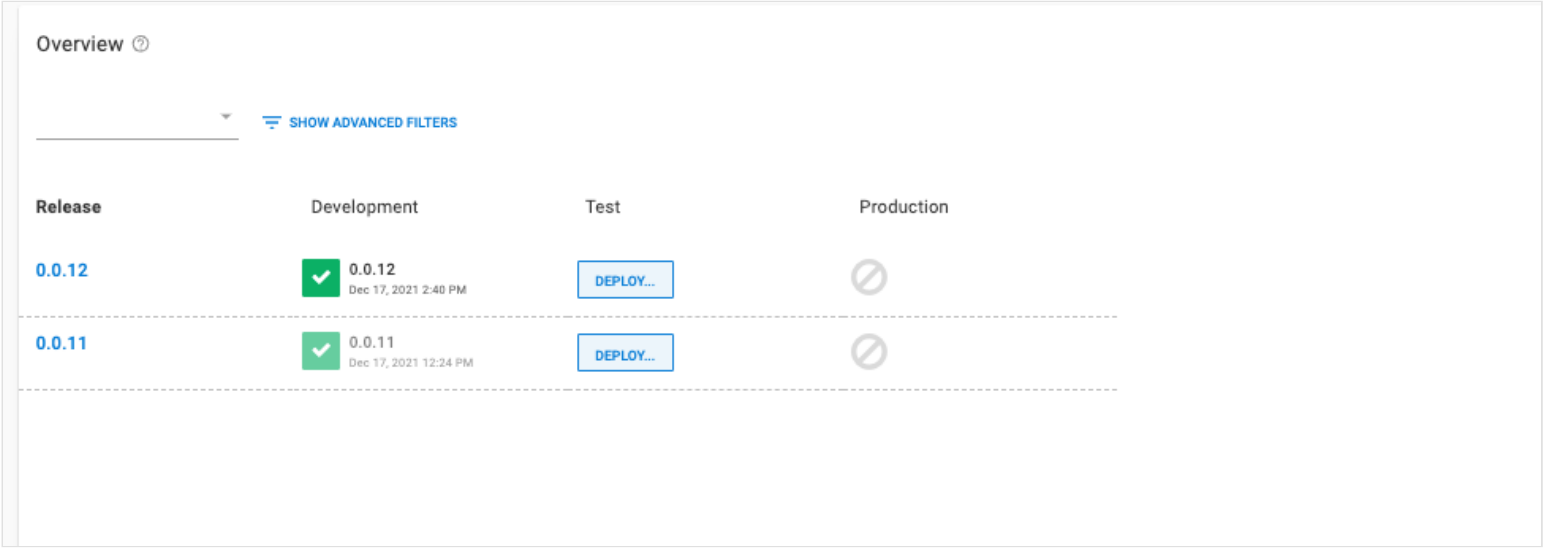 Overview
SHOW ADVANCED FILTERS
Release Development Test Production
0.0.12 0.0.12 DEPLOY...
Dec 17, 2021 2:40 PM
0.0.11 0.0.11 DEPLOY...
Dec 17, 2021 12:24 PM